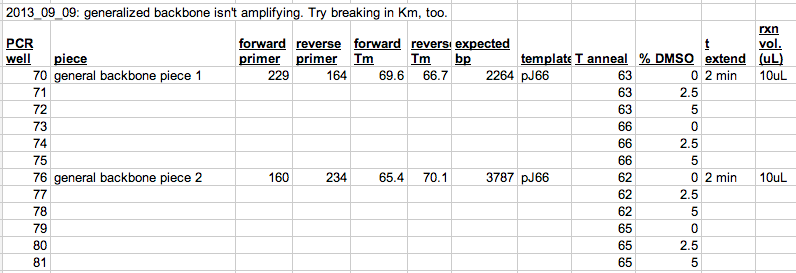 2013_09_09: generalized backbone isn't amplifying. Try breaking in Km, too.
PCR well piece forward primer reverse primer forward Tm revers Tm expected bp template T anneal % DMSO t extend rxn vol. (uL)
70 general backbone piece 1 229 164 69.6 66.7 2264 pJ66 63 0 2 min 10uL
71 63 2.5
72 63 5
73 66 0
74 66 2.5
75 66 5
76 general backbone piece 2 160 234 65.4 70.1 3787 pJ66 62 0 2 min 10uL
77 62 2.5
78 62 5
79 65 0
80 65 2.5
81 65 5